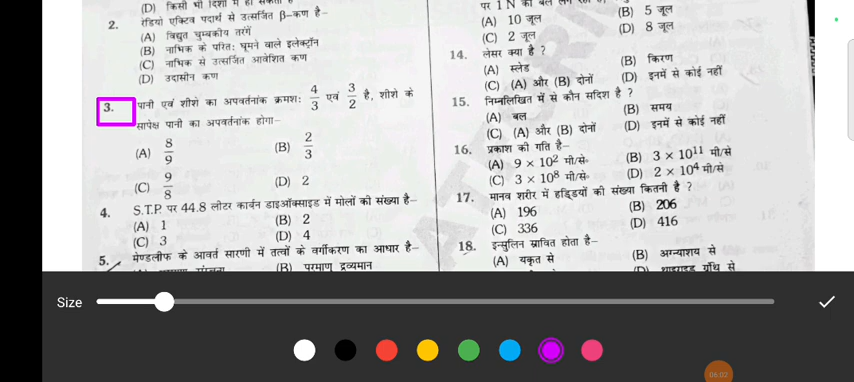 (D) किसी भी दिशा में हो सकता है
2. रेडियो एक्टिव पदार्थ से उत्सर्जित β-कण है-
(A) विद्युत चुम्बकीय तरंगें
(B) नाभिक के परितः घूमने वाले इलेक्ट्रॉन
(C) नाभिक से उत्सर्जित आवेशित कण
(D) उदासीन कण
3. पानी एवं शीशे का अपवर्तनांक क्रमशः 4/3 एवं 3/2 है, शीशे के
सापेक्ष पानी का अपवर्तनांक होगा-
(A) 8/9 (B) 2/3
(C) 9/8 (D) 2
4. S.T.P. पर 44.8 लीटर कार्बन डाइऑक्साइड में मोलों की संख्या है-
(A) 1 (B) 2
(C) 3 (D) 4
5. मेण्डलीफ के आवर्त सारणी में तत्वों के वर्गीकरण का आधार है-
(B) परमाणु द्रव्यमान
पर 1 N का बल
(A) 10 जूल (B) 5 जूल
(C) 2 जूल (D) 8 जूल
14. लेसर क्या है ?
(A) स्लेड (B) किरण
(C) (A) और (B) दोनों (D) इनमें से कोई नहीं
15. निम्नलिखित में से कौन सदिश है ?
(A) बल (B) समय
(C) (A) और (B) दोनों (D) इनमें से कोई नहीं
16. प्रकाश की गति है-
(A) 9 × 10² मी/से॰ (B) 3 × 10¹¹ मी/से
(C) 3 × 10⁸ मी/से॰ (D) 2 × 10⁴ मी/से
17. मानव शरीर में हड्डियों की संख्या कितनी है ?
(A) 196 (B) 206
(C) 336 (D) 416
18. इन्सुलिन स्रावित होता है-
(A) यकृत से (B) अग्न्याशय से
(D) थाइराइड ग्रंथि से
Size
05:02